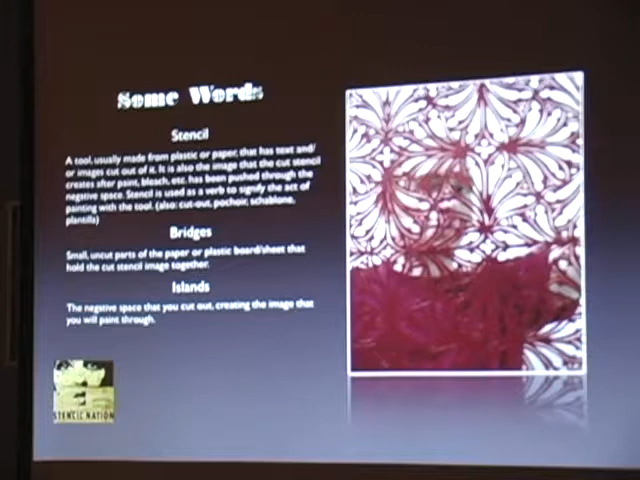 Some Words
Stencil
A tool, usually made from plastic or paper, that has text and/
or images cut out of it. It is also the image that the cut stencil
creates after paint, bleach, etc. has been pushed through the
negative space. Stencil is used as a verb to signify the act of
painting with the tool. (also: cut-out, pochoir, schablone,
plantilla)
Bridges
Small, uncut parts of the paper or plastic board/sheet that
hold the cut stencil image together.
Islands
The negative space that you cut out, creating the image that
you will paint through.
STENCIL NATION